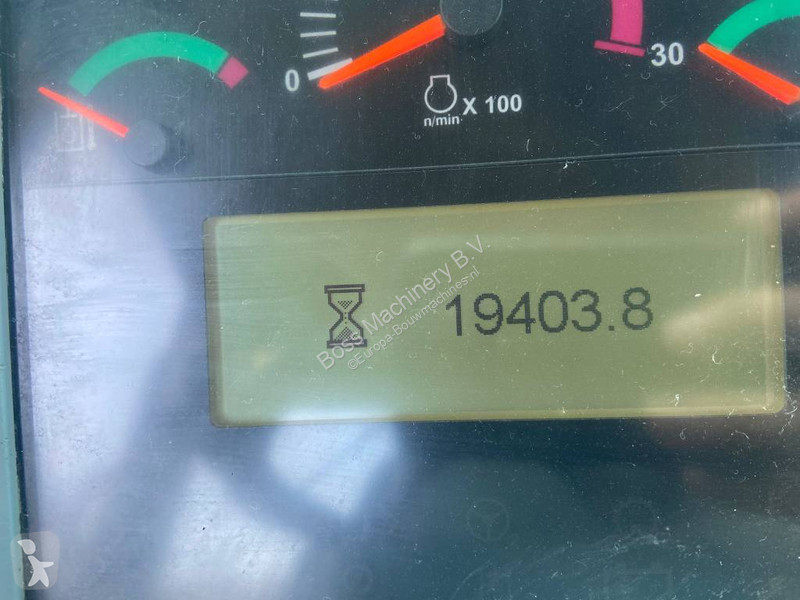 0
30
X 100
n/min
19403.8
Boss Machinery B.V.
©Europa-Bouwmachines.nl